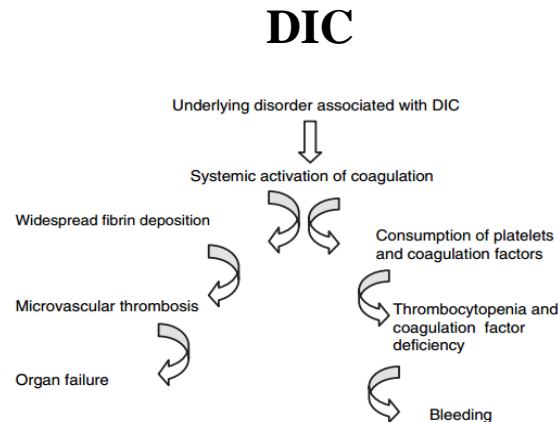 DIC
Underlying disorder associated with DIC
Systemic activation of coagulation
Widespread fibrin deposition
Consumption of platelets
and coagulation factors
Microvascular thrombosis
Thrombocytopenia and
coagulation factor
deficiency
Organ failure
Bleeding